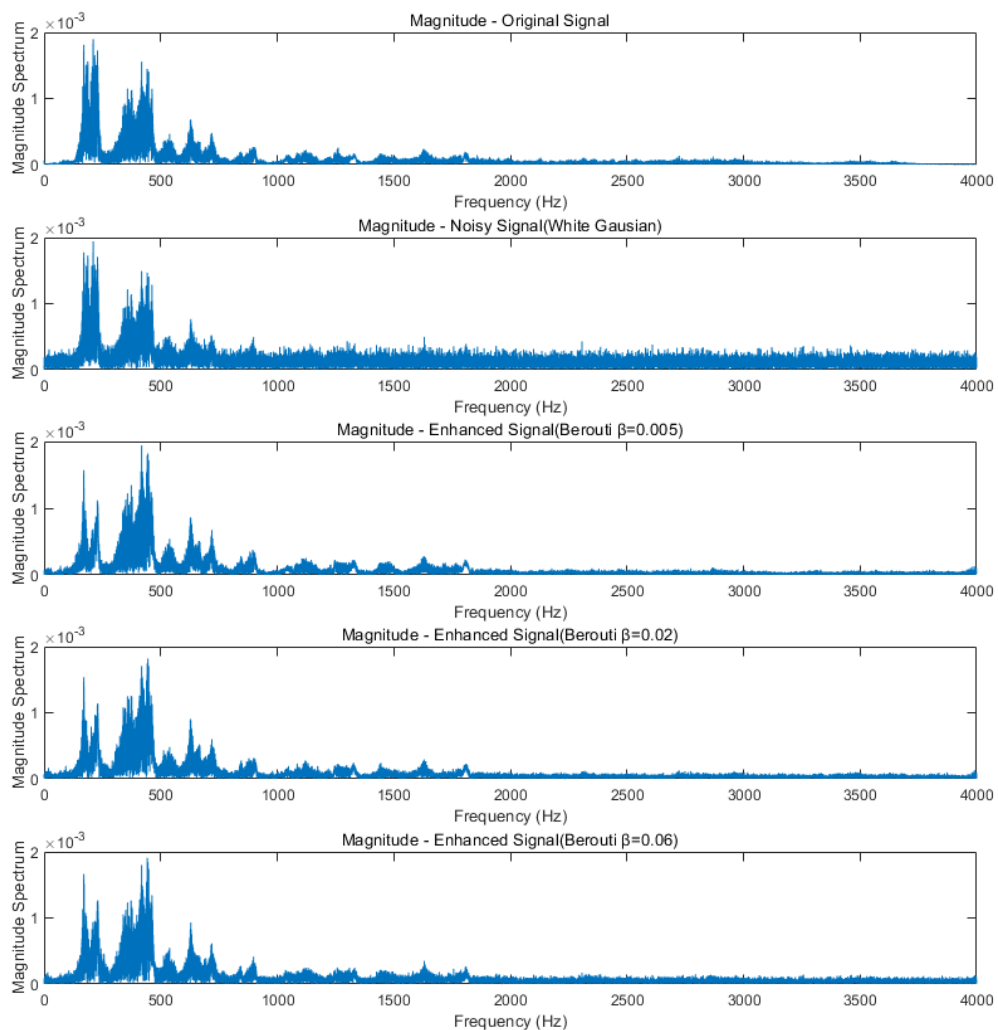 Magnitude - Original Signal
×10⁻³
Magnitude Spectrum
2
1
0
0 500 1000 1500 2000 2500 3000 3500 4000
Frequency (Hz)
Magnitude - Noisy Signal(White Gausian)
×10⁻³
Magnitude Spectrum
2
1
0
0 500 1000 1500 2000 2500 3000 3500 4000
Frequency (Hz)
Magnitude - Enhanced Signal(Berouti β=0.005)
×10⁻³
Magnitude Spectrum
2
1
0
0 500 1000 1500 2000 2500 3000 3500 4000
Frequency (Hz)
Magnitude - Enhanced Signal(Berouti β=0.02)
×10⁻³
Magnitude Spectrum
2
1
0
0 500 1000 1500 2000 2500 3000 3500 4000
Frequency (Hz)
Magnitude - Enhanced Signal(Berouti β=0.06)
×10⁻³
Magnitude Spectrum
2
1
0
0 500 1000 1500 2000 2500 3000 3500 4000
Frequency (Hz)